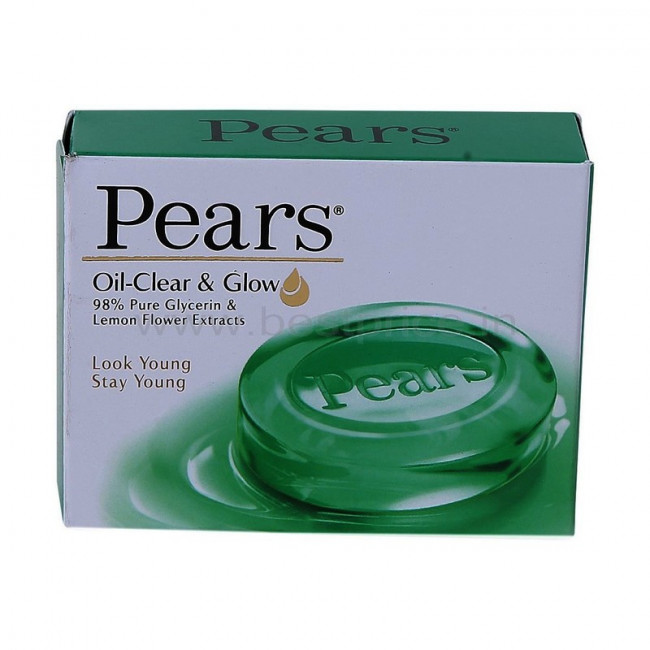 Pears®
Pears®
Oil-Clear & Glow
98% Pure Glycerin &
Lemon Flower Extracts
Look Young
Stay Young
Pears